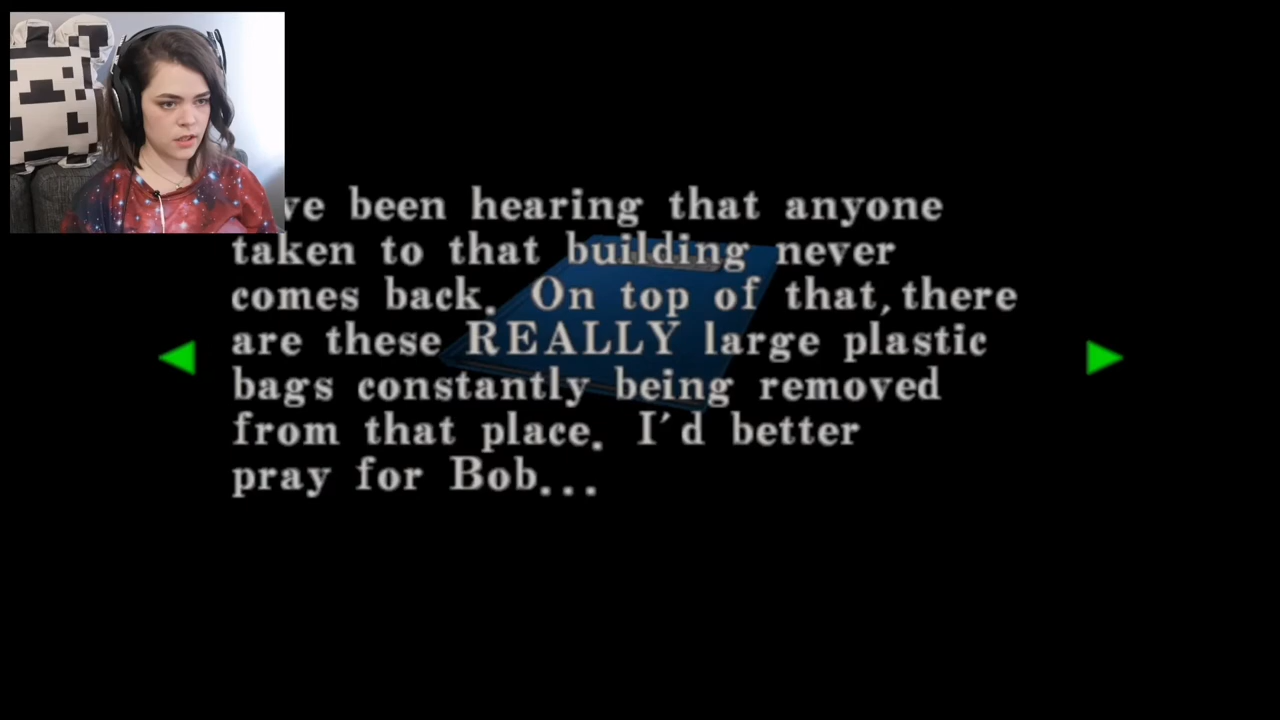 been hearing that anyone
taken to that building never
comes back. On top of that, there
are these REALLY large plastic
bags constantly being removed
from that place. I'd better
pray for Bob...